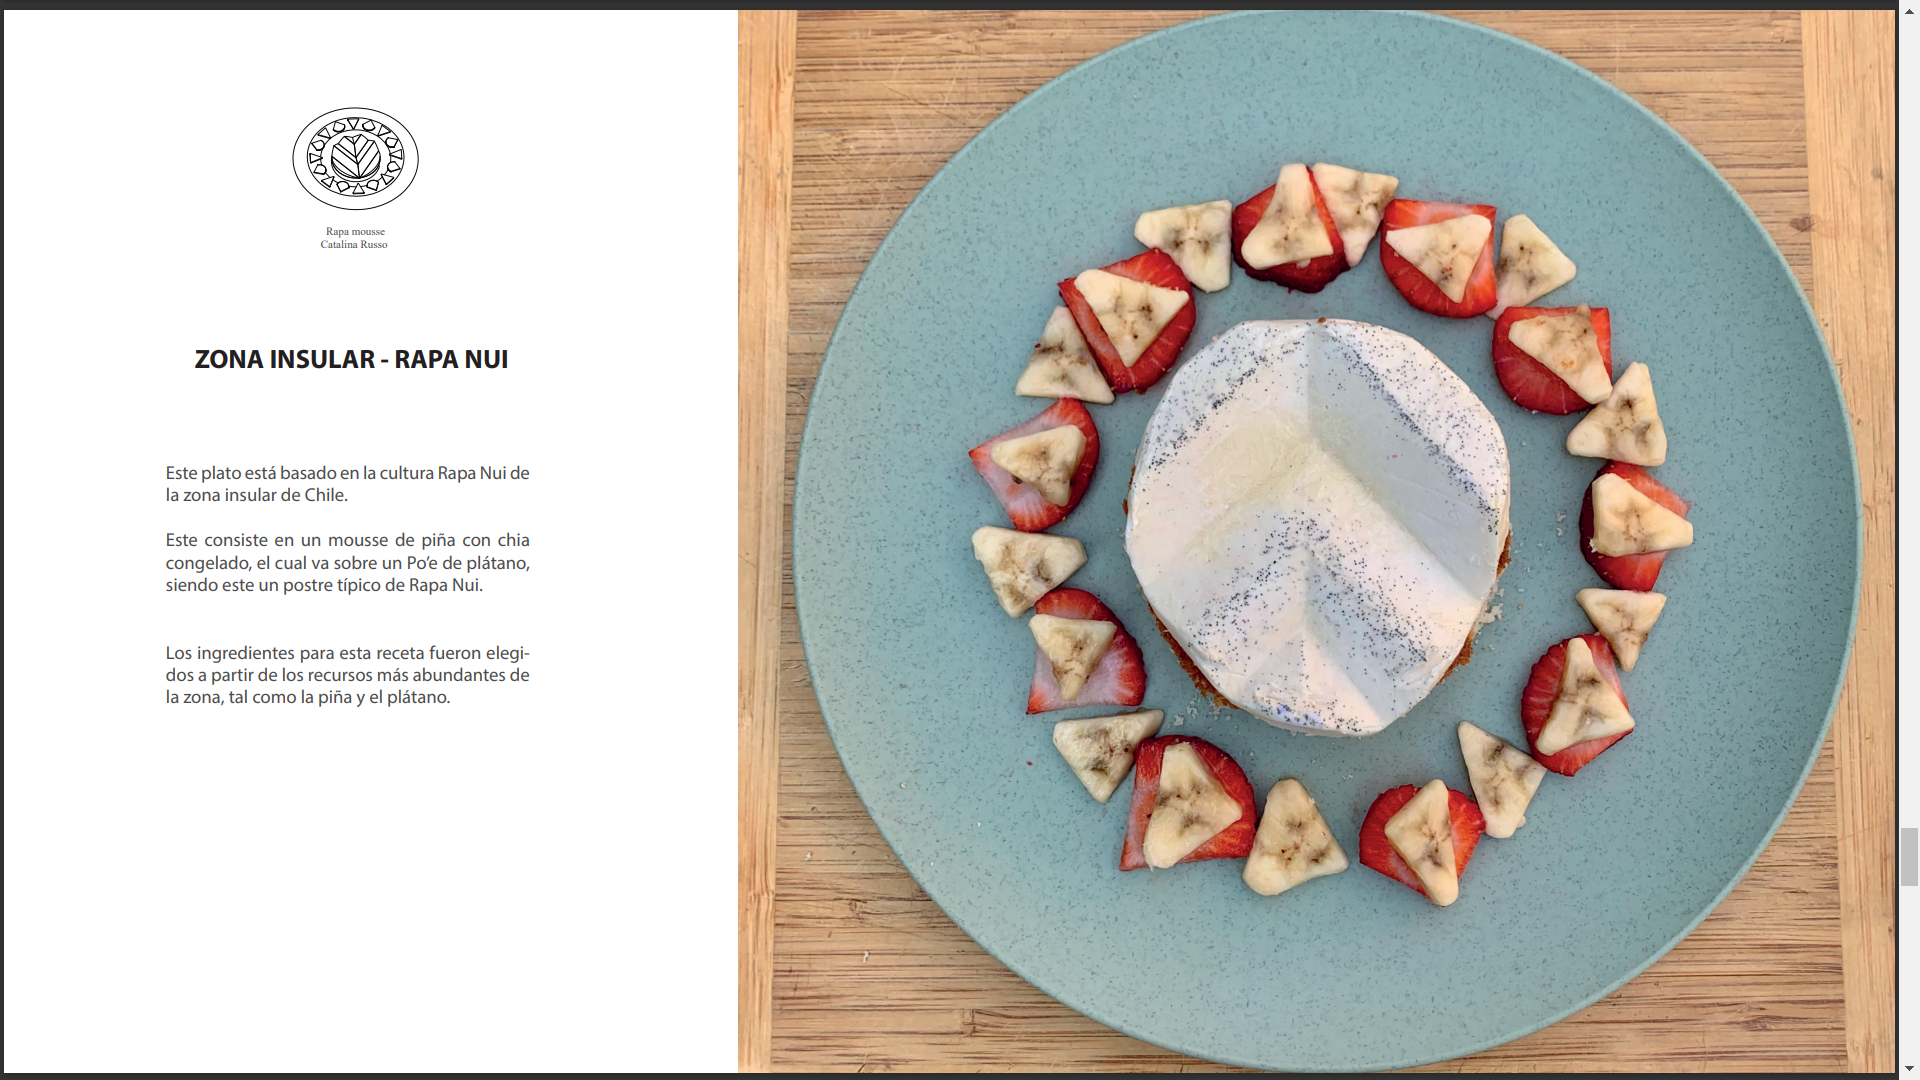 Rapa mousse
Catalina Russo
ZONA INSULAR - RAPA NUI
Este plato está basado en la cultura Rapa Nui de
la zona insular de Chile.
Este consiste en un mousse de piña con chia
congelado, el cual va sobre un Po’e de plátano,
siendo este un postre típico de Rapa Nui.
Los ingredientes para esta receta fueron elegi-
dos a partir de los recursos más abundantes de
la zona, tal como la piña y el plátano.